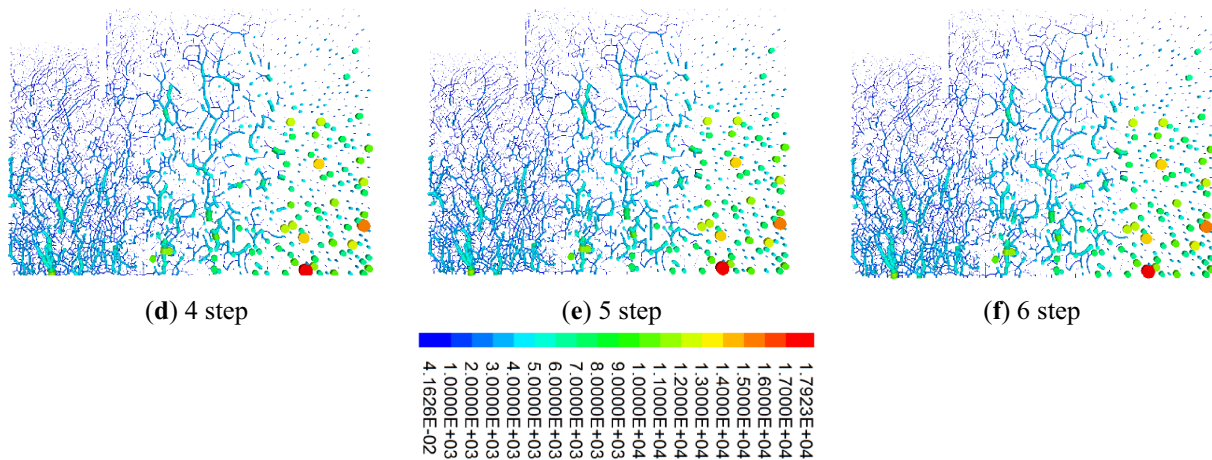 (d) 4 step
(e) 5 step
(f) 6 step
1.7923E+04
1.7000E+04
1.6000E+04
1.5000E+04
1.4000E+04
1.3000E+04
1.2000E+04
1.1000E+04
1.0000E+04
9.0000E+03
8.0000E+03
7.0000E+03
6.0000E+03
5.0000E+03
4.0000E+03
3.0000E+03
2.0000E+03
1.0000E+03
4.1626E-02